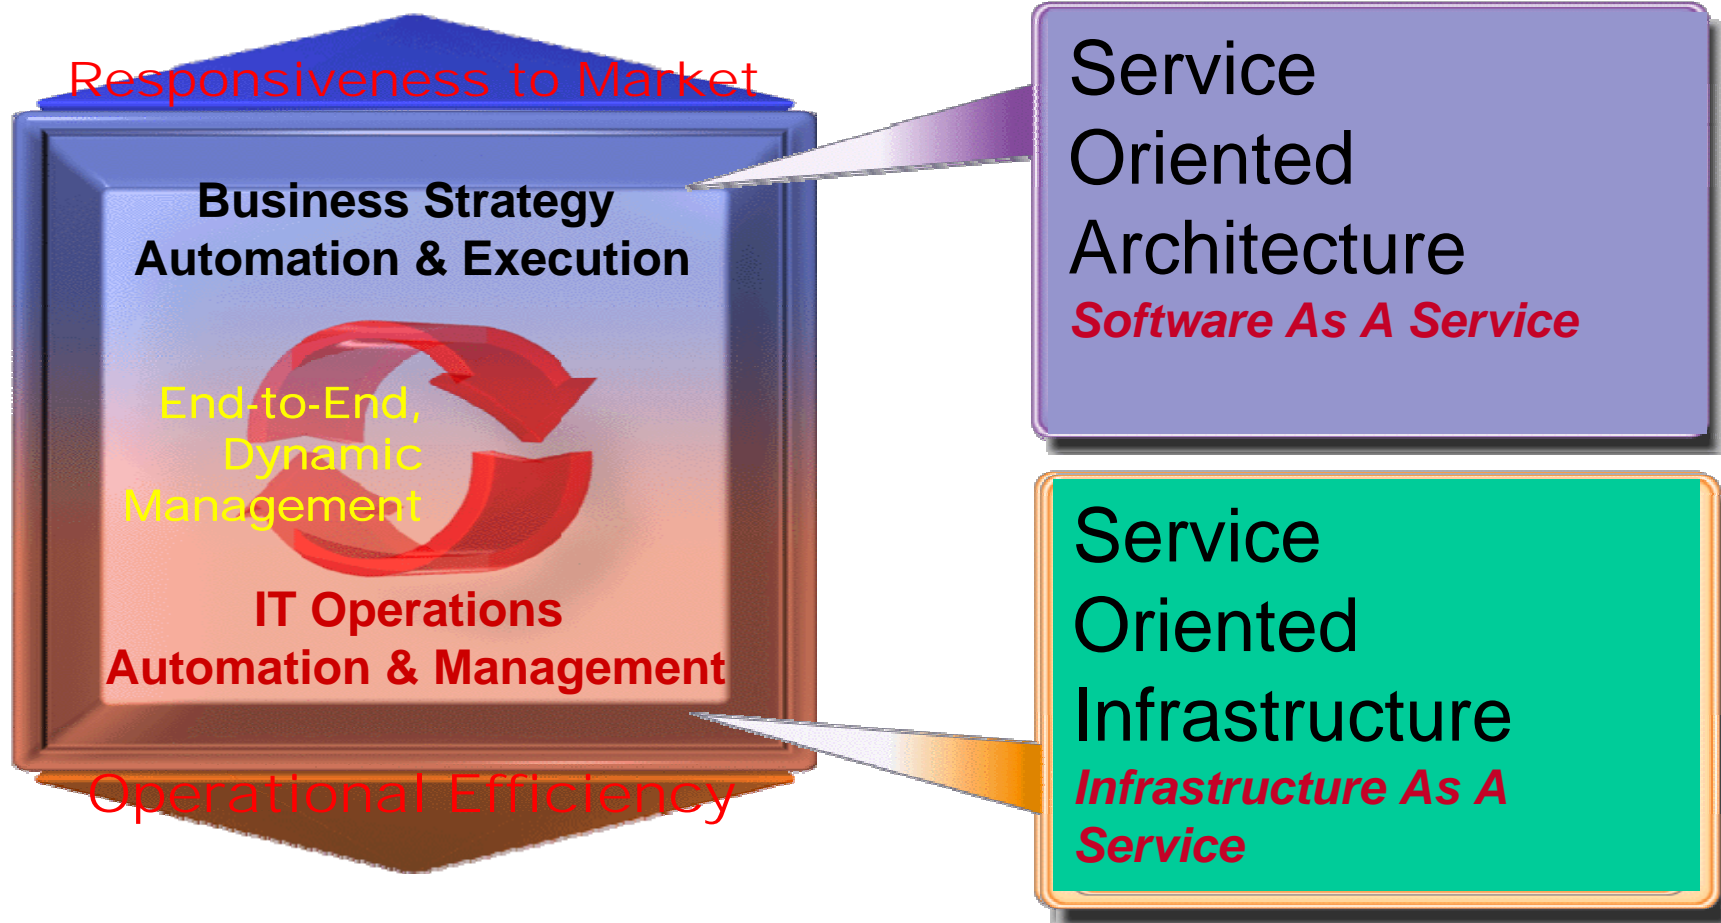 Responsiveness to Market
Business Strategy
Automation & Execution
End-to-End,
Dynamic
Management
IT Operations
Automation & Management
Operational Efficiency
Service
Oriented
Architecture
Software As A Service
Service
Oriented
Infrastructure
Infrastructure As A
Service